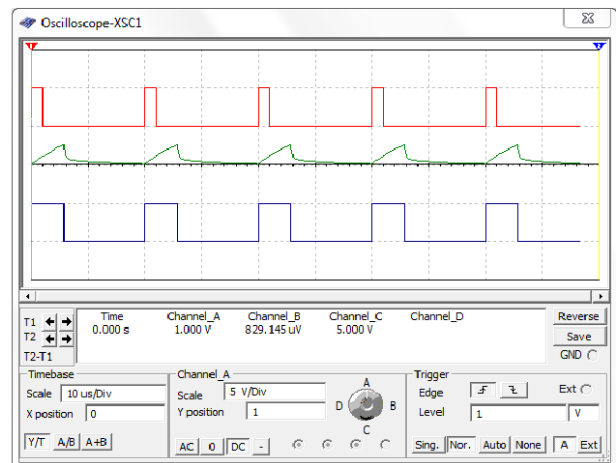 Oscilloscope-XSC1
1 2
T1 Time Channel_A Channel_B Channel_C Channel_D Reverse
0.000 s 1.000 V 829.145 uV 5.000 V
T2 Save
T2-T1 GND
Timebase
Scale 10 us/Div
X position 0
Y/T A/B A+B
Channel_A
Scale 5 V/Div
Y position 1
AC 0 DC -
A
D B
C
Trigger
Edge Ext
Level 1 V
Sing. Nor. Auto None A Ext